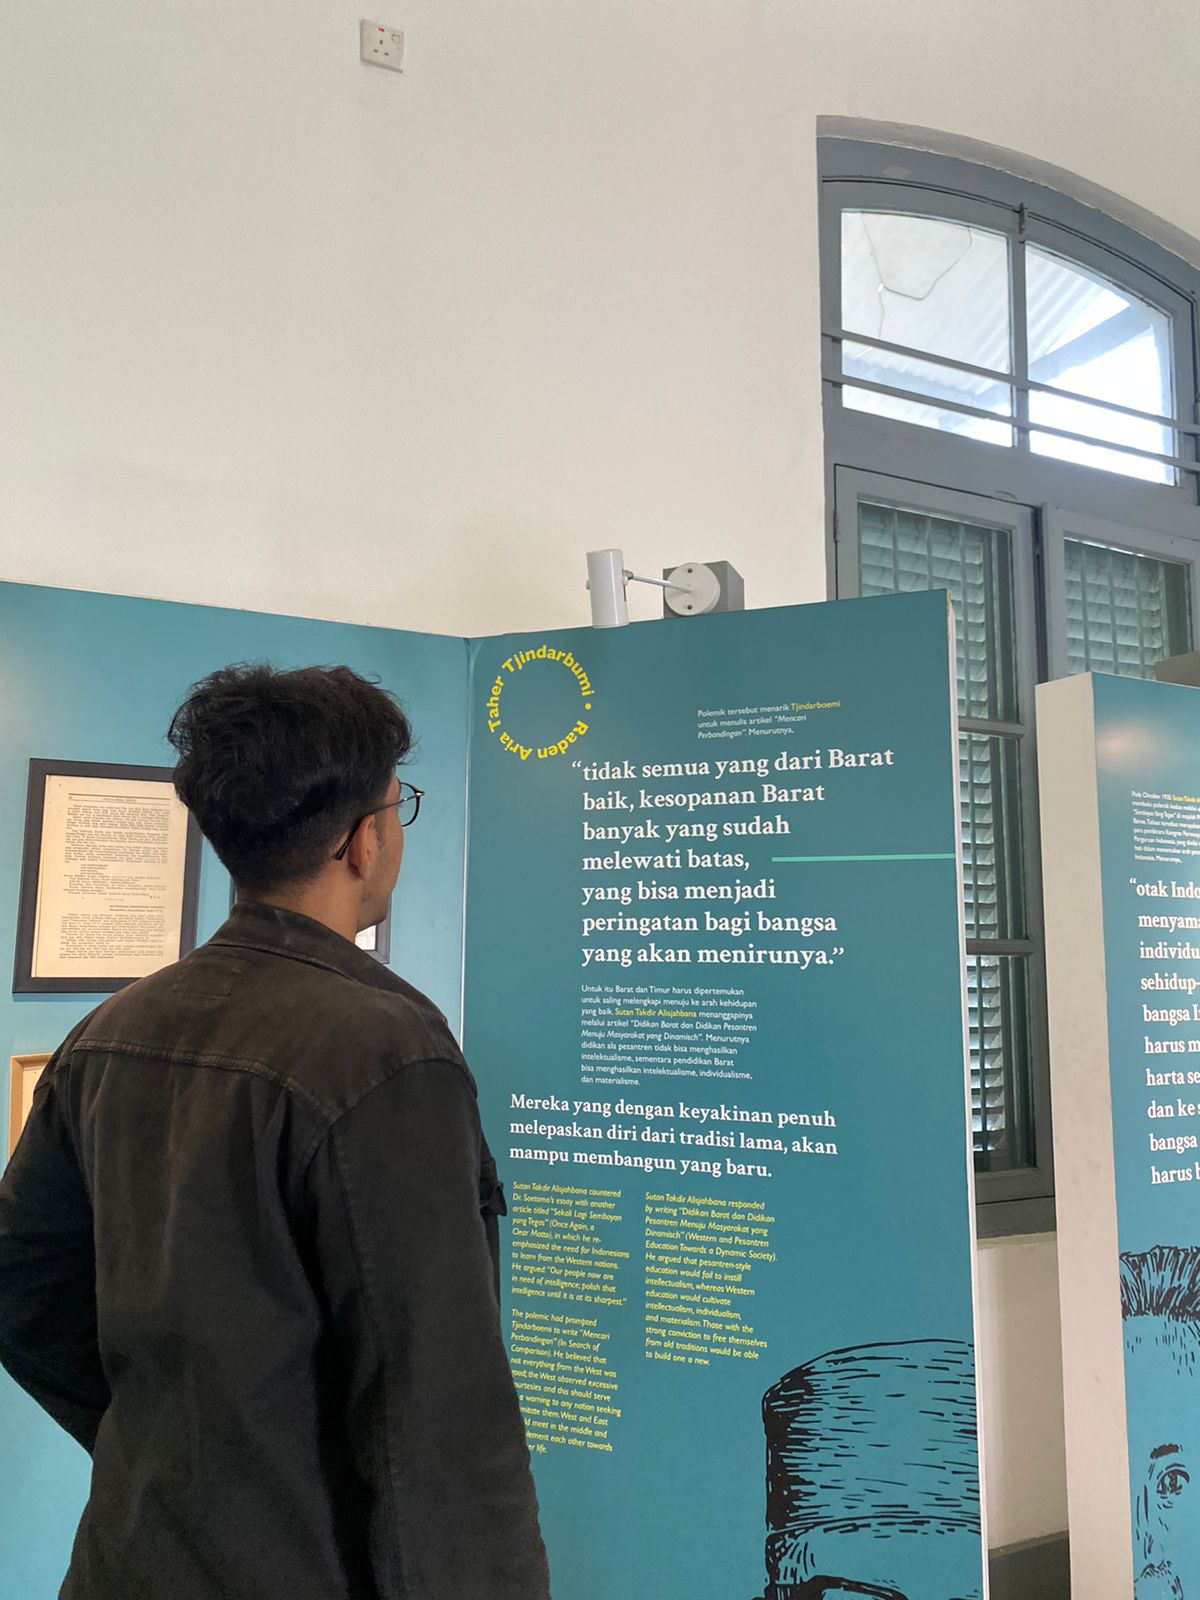 Raden Aria Taher Tjindarbumi •
Polemik tersebut menarik Tjindarboemi
untuk menulis artikel "Mencari
Perbandingan". Menurutnya,
“tidak semua yang dari Barat
baik, kesopanan Barat
banyak yang sudah
melewati batas,
yang bisa menjadi
peringatan bagi bangsa
yang akan menirunya.”
Untuk itu Barat dan Timur harus dipertemukan
untuk saling melengkapi menuju ke arah kehidupan
yang baik. Sutan Takdir Alisjahbana menanggapinya
melalui artikel "Didikan Barat dan Didikan Pesantren
Menuju Masyarakat yang Dinamisch". Menurutnya
didikan ala pesantren tidak bisa menghasilkan
intelektualisme, sementara pendidikan Barat
bisa menghasilkan intelektualisme, individualisme,
dan materialisme.
Mereka yang dengan keyakinan penuh
melepaskan diri dari tradisi lama, akan
mampu membangun yang baru.
Sutan Takdir Alisjahbana countered
Dr. Soetomo's essay with another
article titled "Sekali Lagi Semboyan
yang Tegas" (Once Again, a
Clear Motto), in which he re-
emphasized the need for Indonesians
to learn from the Western nations.
He argued "Our people now are
in need of intelligence; polish that
intelligence until it is at its sharpest."
The polemic had prompted
Tjindarboemi to write "Mencari
Perbandingan" (In Search of
Comparison). He believed that
not everything from the West was
good; the West observed excessive
courtesies and this should serve
a warning to any nation seeking
imitate them. West and East
meet in the middle and
each other towards
life.
Sutan Takdir Alisjahbana responded
by writing "Didikan Barat dan Didikan
Pesantren Menuju Masyarakat yang
Dinamisch" (Western and Pesantren
Education Towards a Dynamic Society).
He argued that pesantren-style
education would fail to instill
intellectualism, whereas Western
education would cultivate
intellectualism, individualism,
and materialism. Those with the
strong conviction to free themselves
from old traditions would be able
to build one a new.
Pada Oktober 1935 Sutan Takdir
“otak Indo
menyama
individu
sehidup-
bangsa I
harus m
harta se
dan ke s
bangsa
harus b